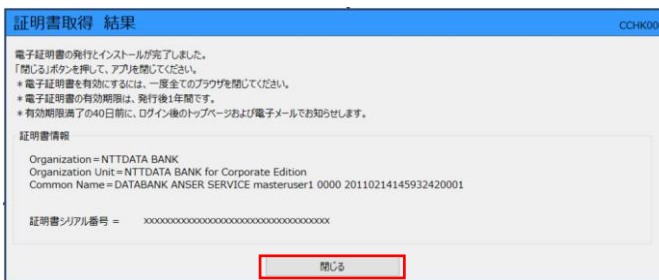 証明書取得 結果
CCHK00
電子証明書の発行とインストールが完了しました。
「閉じる」ボタンを押して、アプリを閉じてください。
＊電子証明書を有効にするには、一度全てのブラウザを閉じてください。
＊電子証明書の有効期限は、発行後1年間です。
＊有効期限満了の40日前に、ログイン後のトップページおよび電子メールでお知らせします。
証明書情報
Organization=NTTDATA BANK
Organization Unit=NTTDATA BANK for Corporate Edition
Common Name=DATABANK ANSER SERVICE masteruser1 0000 20110214145932420001
証明書シリアル番号 = xxxxxxxxxxxxxxxxxxxxxxxxxxxxxxxxxx
閉じる